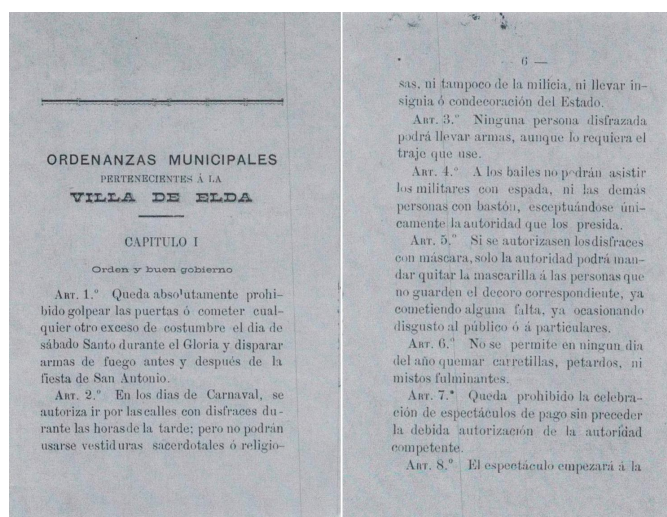 ORDENANZAS MUNICIPALES
PERTENECIENTES Á LA
VILLA DE ELDA
CAPITULO I
Orden y buen gobierno
ART. 1.º Queda absolutamente prohi-
bido golpear las puertas ó cometer cual-
quier otro exceso de costumbre el dia de
sábado Santo durante el Gloria y disparar
armas de fuego antes y después de la
fiesta de San Antonio.
ART. 2.º En los dias de Carnaval, se
autoriza ir por las calles con disfraces du-
rante las horas de la tarde; pero no podrán
usarse vestiduras sacerdotales ó religio-
— 6 —
sas, ni tampoco de la milicia, ni llevar in-
signia ó condecoración del Estado.
ART. 3.º Ninguna persona disfrazada
podrá llevar armas, aunque lo requiera el
traje que use.
ART. 4.º A los bailes no podrán asistir
los militares con espada, ni las demás
personas con bastón, esceptuándose úni-
camente la autoridad que los presida.
ART. 5.º Si se autorizasen los disfraces
con máscara, solo la autoridad podrá man-
dar quitar la mascarilla á las personas que
no guarden el decoro correspondiente, ya
cometiendo alguna falta, ya ocasionando
disgusto al público ó á particulares.
ART. 6.º No se permite en ningun dia
del año quemar carretillas, petardos, ni
mistos fulminantes.
ART. 7.* Queda prohibido la celebra-
ción de espectáculos de pago sin preceder
la debida autorización de la autoridad
competente.
ART. 8.º El espectáculo empezará á la